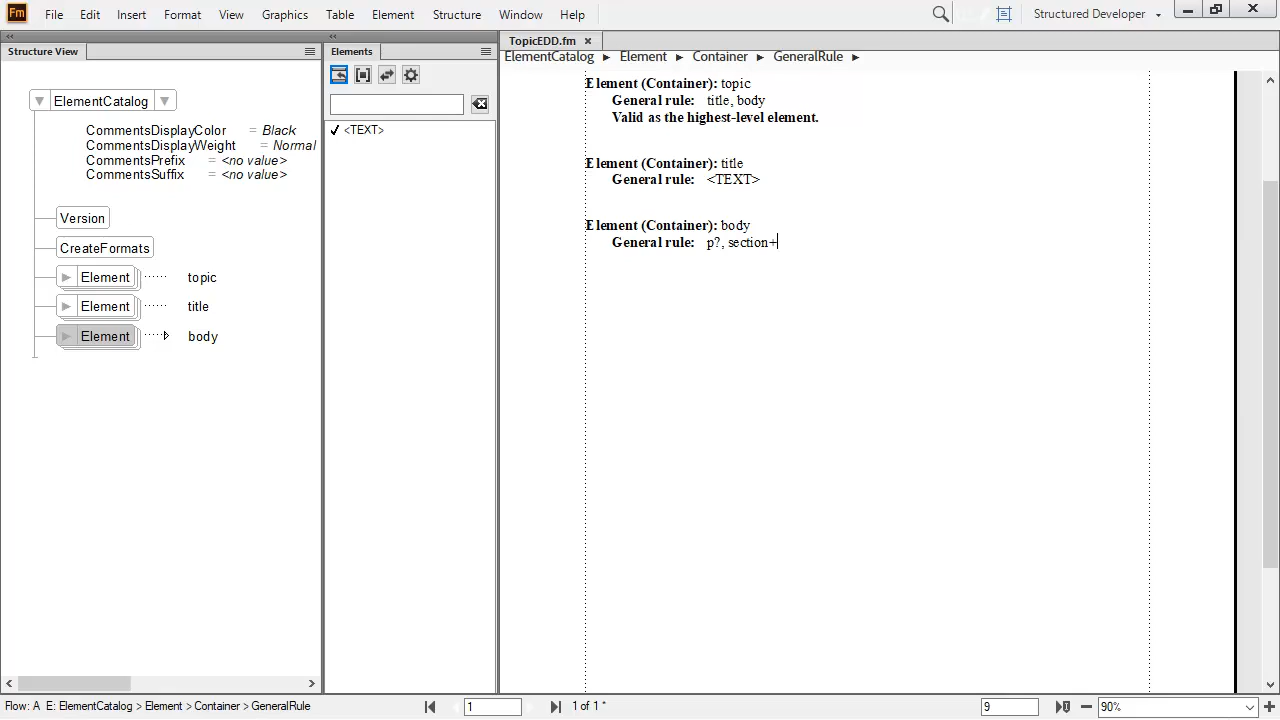 Fm File Edit Insert Format View Graphics Table Element Structure Window Help Structured Developer
Structure View
Elements
TopicEDD.fm
ElementCatalog Element Container GeneralRule
ElementCatalog
CommentsDisplayColor = Black
CommentsDisplayWeight = Normal
CommentsPrefix = <no value>
CommentsSuffix = <no value>
Version
CreateFormats
Element topic
Element title
Element body
<TEXT>
Element (Container): topic
General rule: title, body
Valid as the highest-level element.
Element (Container): title
General rule: <TEXT>
Element (Container): body
General rule: p?, section+
Flow: A E: ElementCatalog > Element > Container > GeneralRule
1
1 of 1 *
9
90%